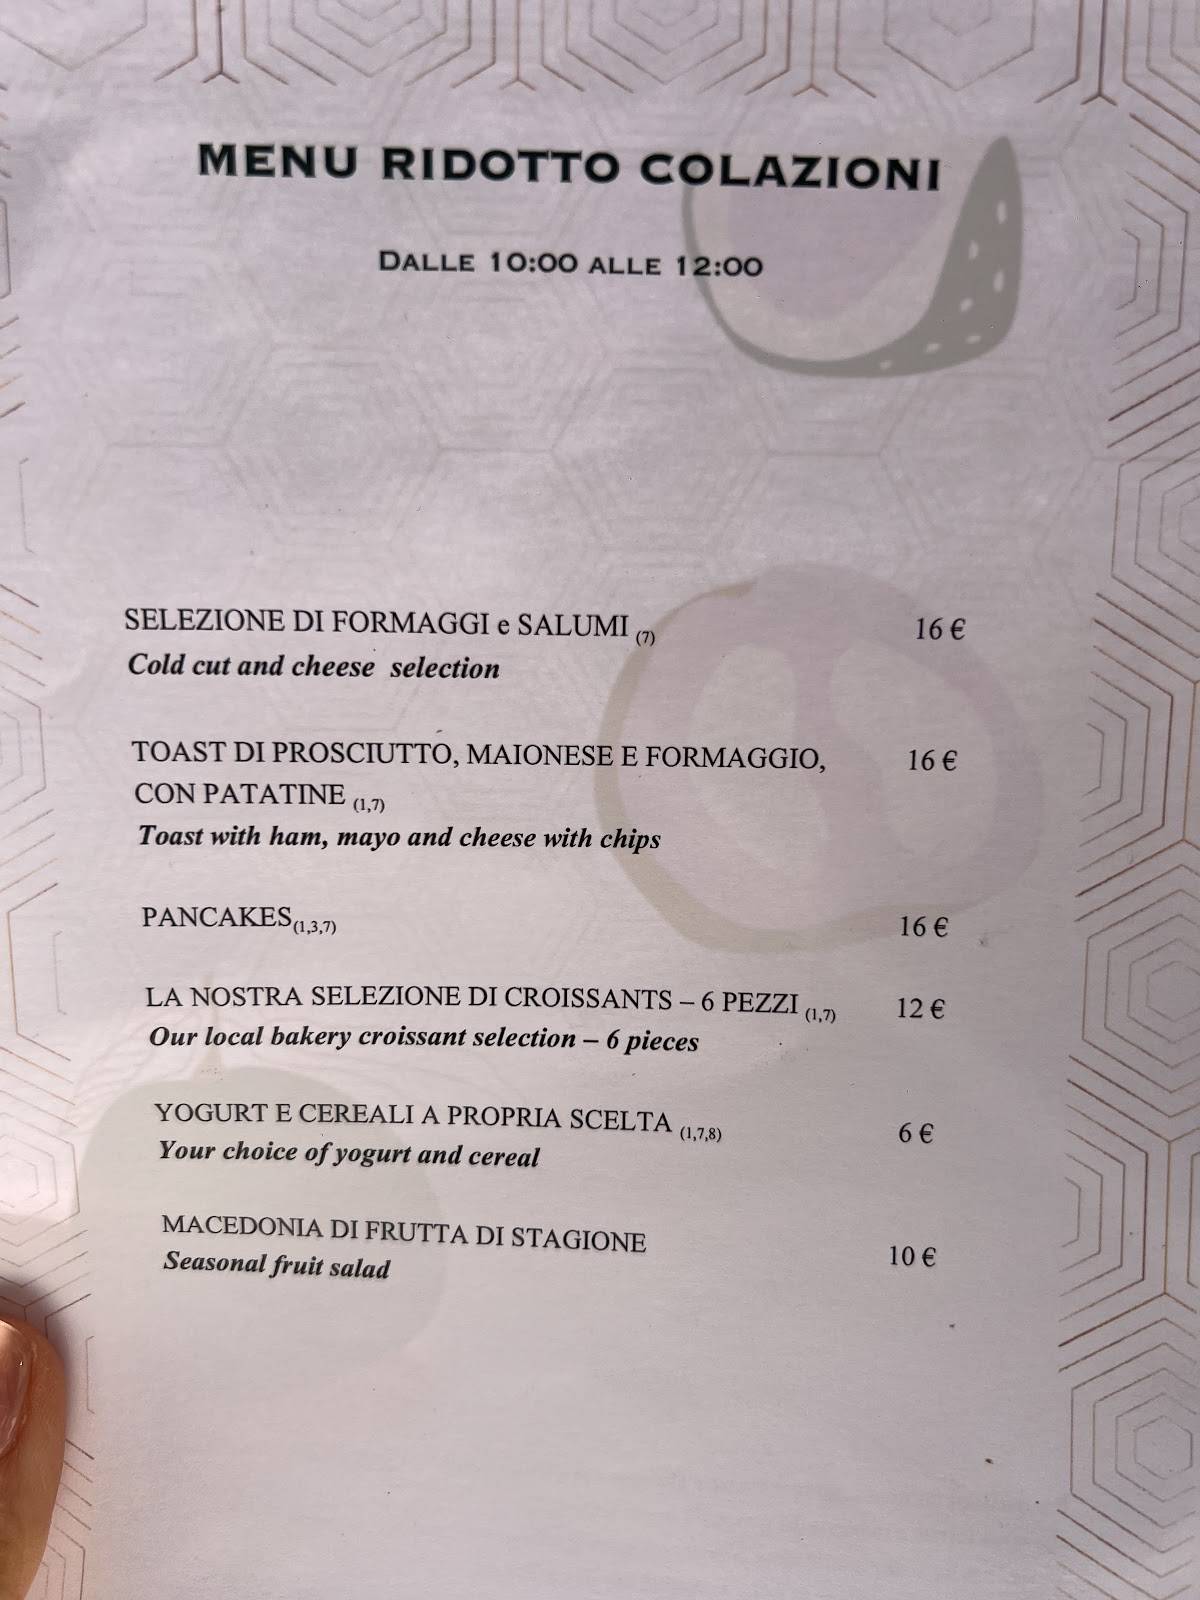 MENU RIDOTTO COLAZIONI
DALLE 10:00 ALLE 12:00
SELEZIONE DI FORMAGGI e SALUMI (7) 16 €
Cold cut and cheese selection
TOAST DI PROSCIUTTO, MAIONESE E FORMAGGIO, 16 €
CON PATATINE (1,7)
Toast with ham, mayo and cheese with chips
PANCAKES(1,3,7) 16 €
LA NOSTRA SELEZIONE DI CROISSANTS – 6 PEZZI (1,7) 12 €
Our local bakery croissant selection – 6 pieces
YOGURT E CEREALI A PROPRIA SCELTA (1,7,8) 6 €
Your choice of yogurt and cereal
MACEDONIA DI FRUTTA DI STAGIONE 10 €
Seasonal fruit salad